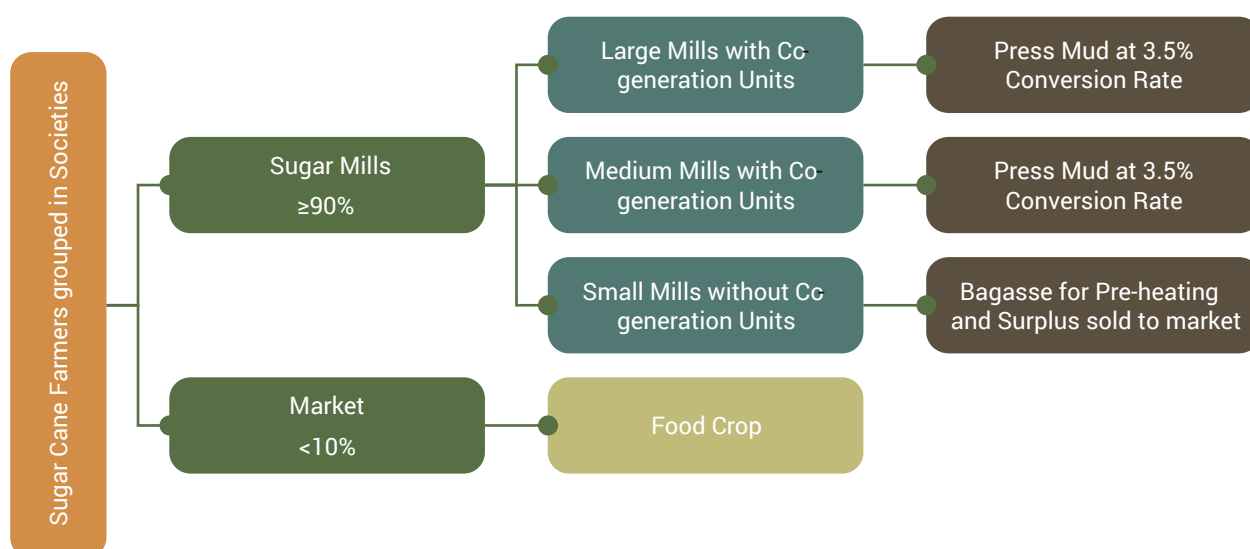 Sugar Cane Farmers grouped in Societies
Sugar Mills
≥90%
Large Mills with Co-
generation Units
Press Mud at 3.5%
Conversion Rate
Medium Mills with Co-
generation Units
Press Mud at 3.5%
Conversion Rate
Small Mills without Co-
generation Units
Bagasse for Pre-heating
and Surplus sold to market
Market
<10%
Food Crop